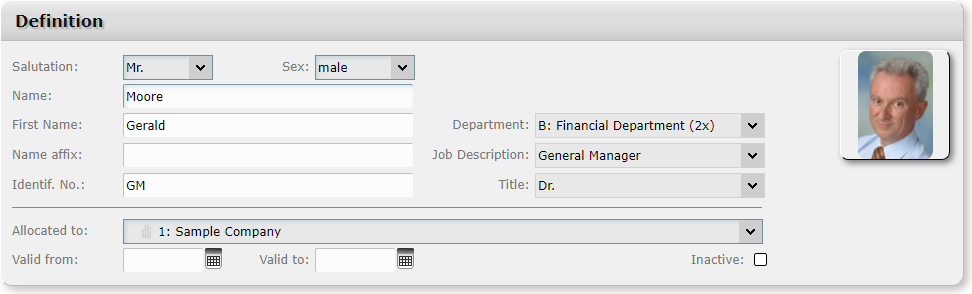 Definition
Salutation: Mr. Sex: male
Name: Moore
First Name: Gerald Department: B: Financial Department (2x)
Name affix: Job Description: General Manager
Identif. No.: GM Title: Dr.
Allocated to: 1: Sample Company
Valid from: Valid to: Inactive: